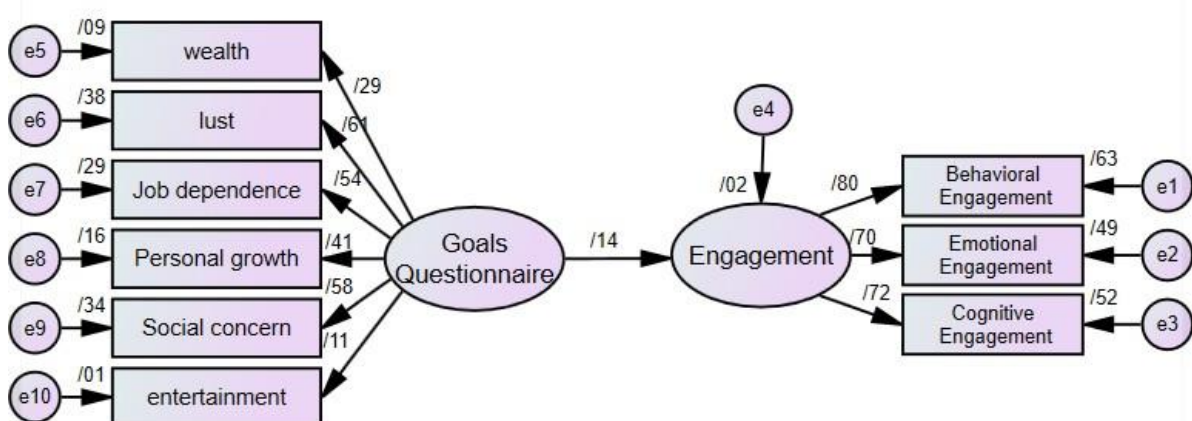 /09
e5
wealth
/29
/38
e6
lust
/61
/29
e7
Job dependence
/54
/16
e8
Personal growth
/41
/34
e9
Social concern
/58
/01
e10
entertainment
/11
Goals
Questionnaire
/14
e4
/02
Engagement
/80
Behavioral
Engagement
/63
e1
/70
Emotional
Engagement
/49
e2
/72
Cognitive
Engagement
/52
e3